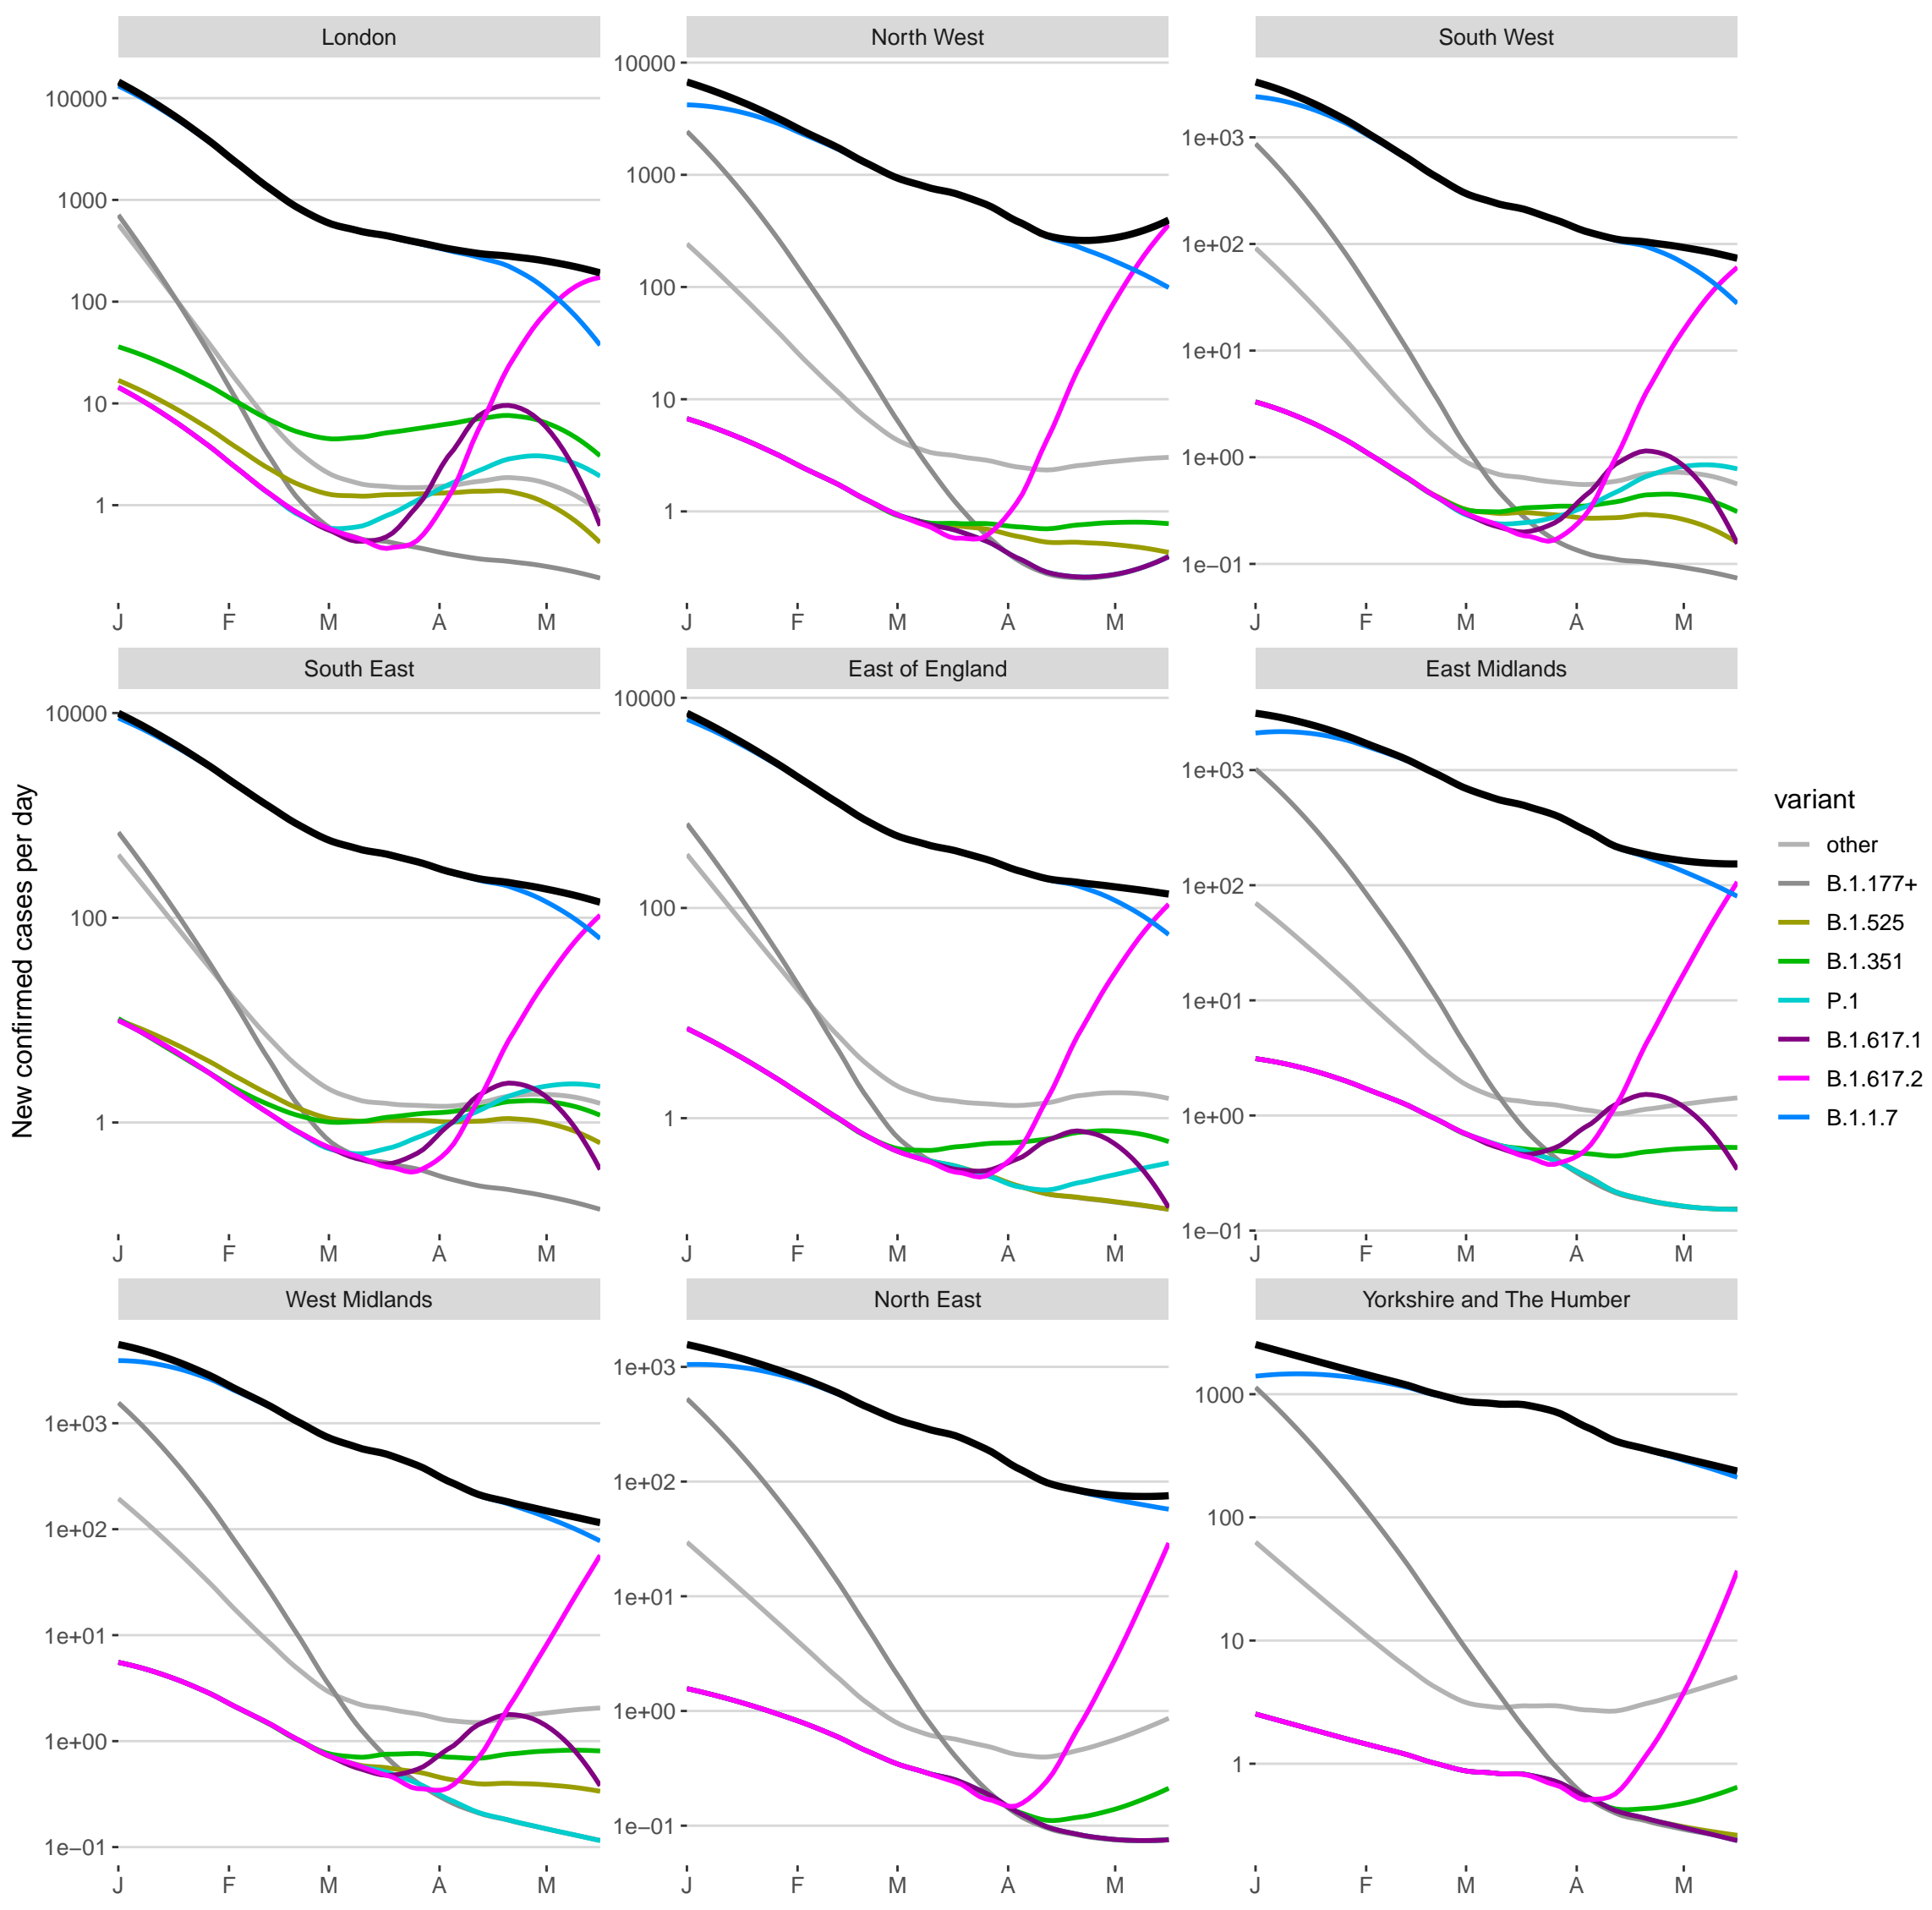 London
North West
South West
10000
1000
100
10
1
J F M A M
10000
1000
100
10
1
J F M A M
1e+03
1e+02
1e+01
1e+00
1e−01
J F M A M
South East
East of England
East Midlands
10000
100
1
J F M A M
10000
100
1
J F M A M
1e+03
1e+02
1e+01
1e+00
1e−01
J F M A M
West Midlands
North East
Yorkshire and The Humber
1e+03
1e+02
1e+01
1e+00
1e−01
J F M A M
1e+03
1e+02
1e+01
1e+00
1e−01
J F M A M
1000
100
10
1
J F M A M
New confirmed cases per day
variant
other
B.1.177+
B.1.525
B.1.351
P.1
B.1.617.1
B.1.617.2
B.1.1.7